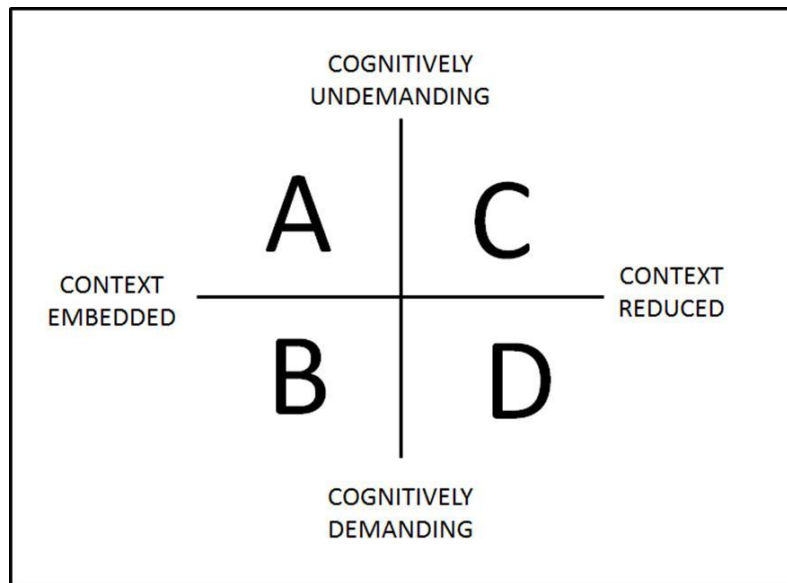 COGNITIVELY
UNDEMANDING
A
C
CONTEXT
EMBEDDED
CONTEXT
REDUCED
B
D
COGNITIVELY
DEMANDING